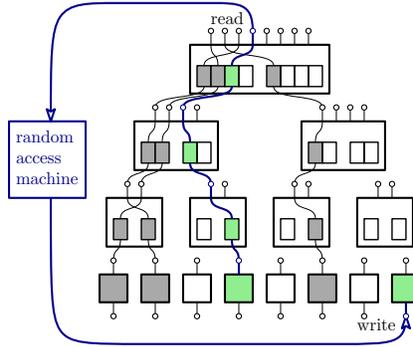 read
random
access
machine
write